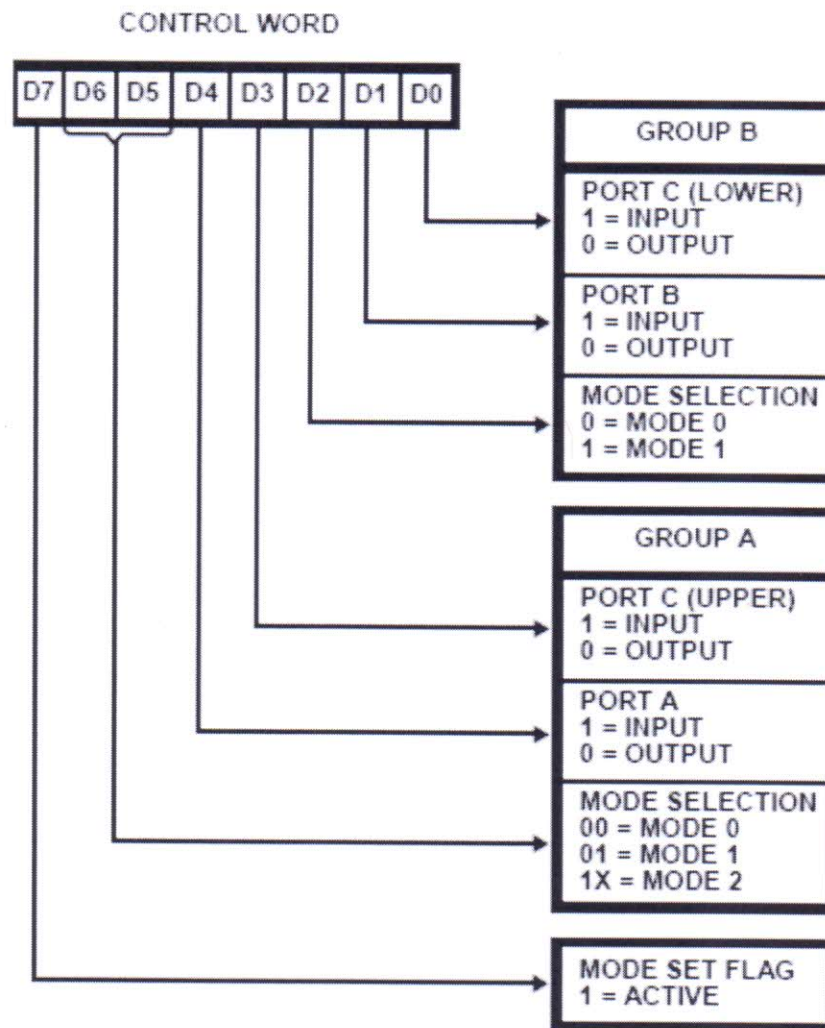 CONTROL WORD
D7 D6 D5 D4 D3 D2 D1 D0
GROUP B
PORT C (LOWER)
1 = INPUT
0 = OUTPUT
PORT B
1 = INPUT
0 = OUTPUT
MODE SELECTION
0 = MODE 0
1 = MODE 1
GROUP A
PORT C (UPPER)
1 = INPUT
0 = OUTPUT
PORT A
1 = INPUT
0 = OUTPUT
MODE SELECTION
00 = MODE 0
01 = MODE 1
1X = MODE 2
MODE SET FLAG
1 = ACTIVE